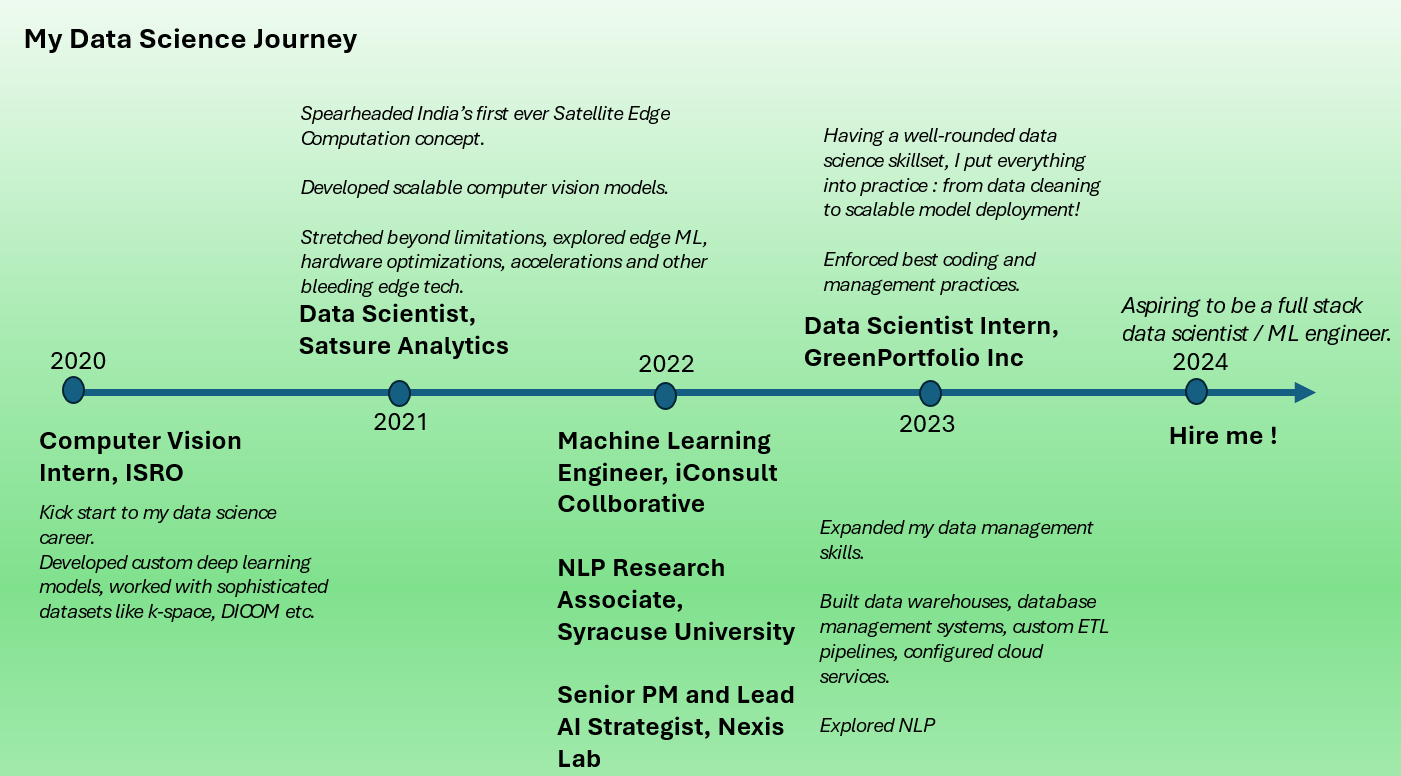 My Data Science Journey
Spearheaded India's first ever Satellite Edge
Computation concept.
Developed scalable computer vision models.
Stretched beyond limitations, explored edge ML,
hardware optimizations, accelerations and other
bleeding edge tech.
Data Scientist,
Satsure Analytics
Having a well-rounded data
science skillset, I put everything
into practice : from data cleaning
to scalable model deployment!
Enforced best coding and
management practices.
Data Scientist Intern,
GreenPortfolio Inc
Aspiring to be a full stack
data scientist / ML engineer.
2020
2021
2022
2023
2024
Computer Vision
Intern, ISRO
Kick start to my data science
career.
Developed custom deep learning
models, worked with sophisticated
datasets like k-space, DICOM etc.
Machine Learning
Engineer, iConsult
Collborative
NLP Research
Associate,
Syracuse University
Senior PM and Lead
AI Strategist, Nexis
Lab
Expanded my data management
skills.
Built data warehouses, database
management systems, custom ETL
pipelines, configured cloud
services.
Explored NLP
Hire me !